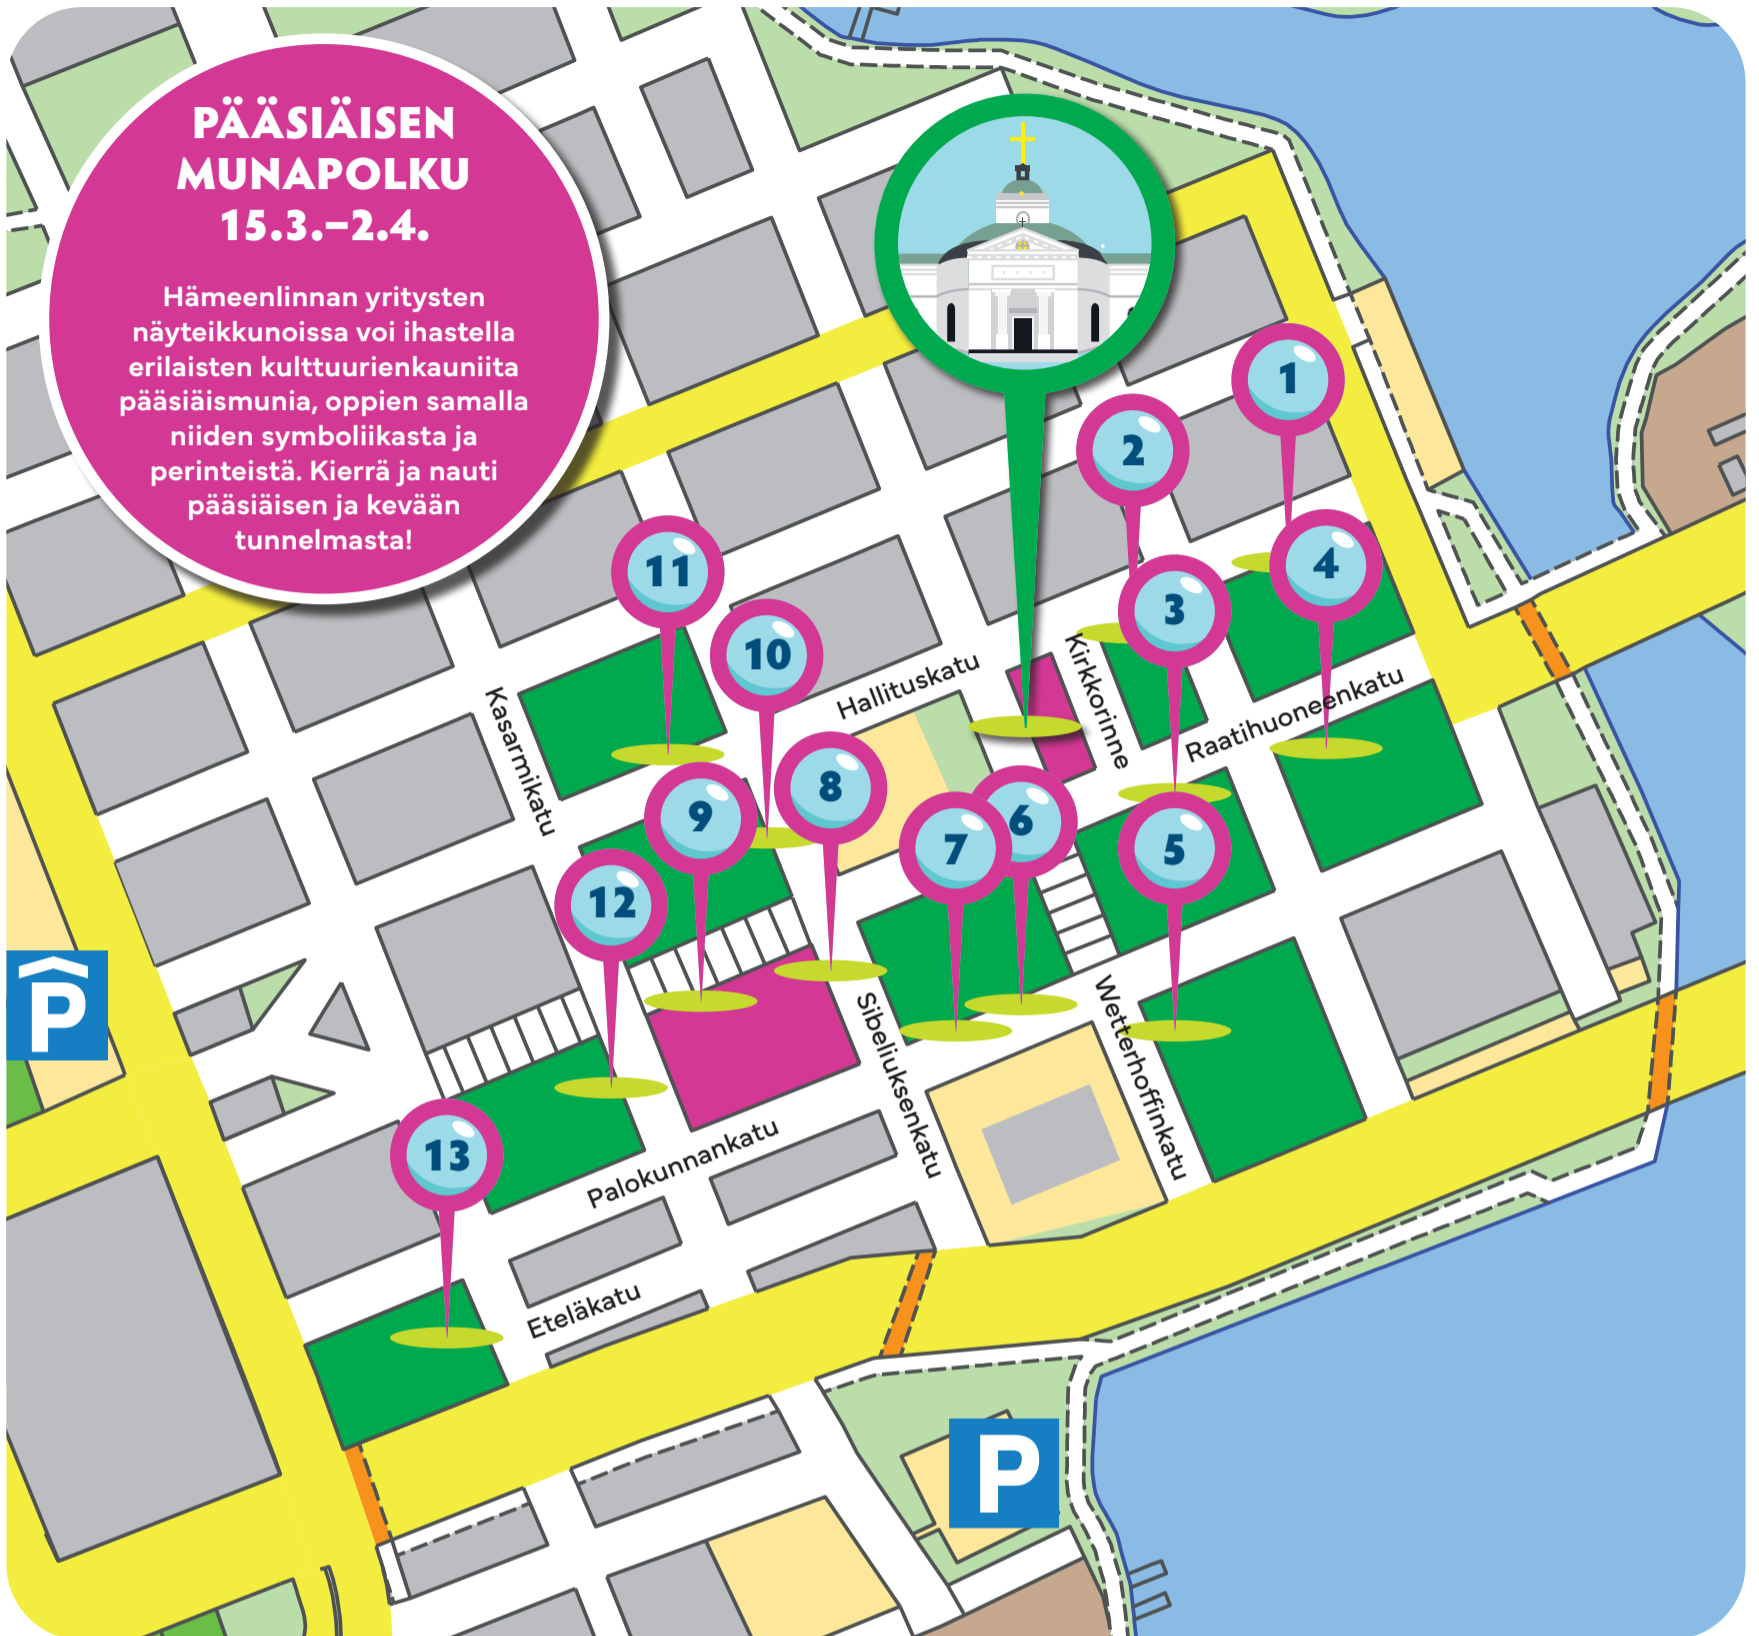 PÄÄSIÄISEN
MUNAPOLKU
15.3.–2.4.
Hämeenlinnan yritysten
näyteikkunoissa voi ihastella
erilaisten kulttuurienkauniita
pääsiäismunia, oppien samalla
niiden symboliikasta ja
perinteistä. Kierrä ja nauti
pääsiäisen ja kevään
tunnelmasta!
1
2
4
11
3
10
Kirkkorinne
Hallituskatu
Raatihuoneenkatu
Kasarmikatu
8
9
6
7
5
12
P
Sibeliuksenkatu
Wetterhoffinkatu
13
Palokunnankatu
Eteläkatu
P